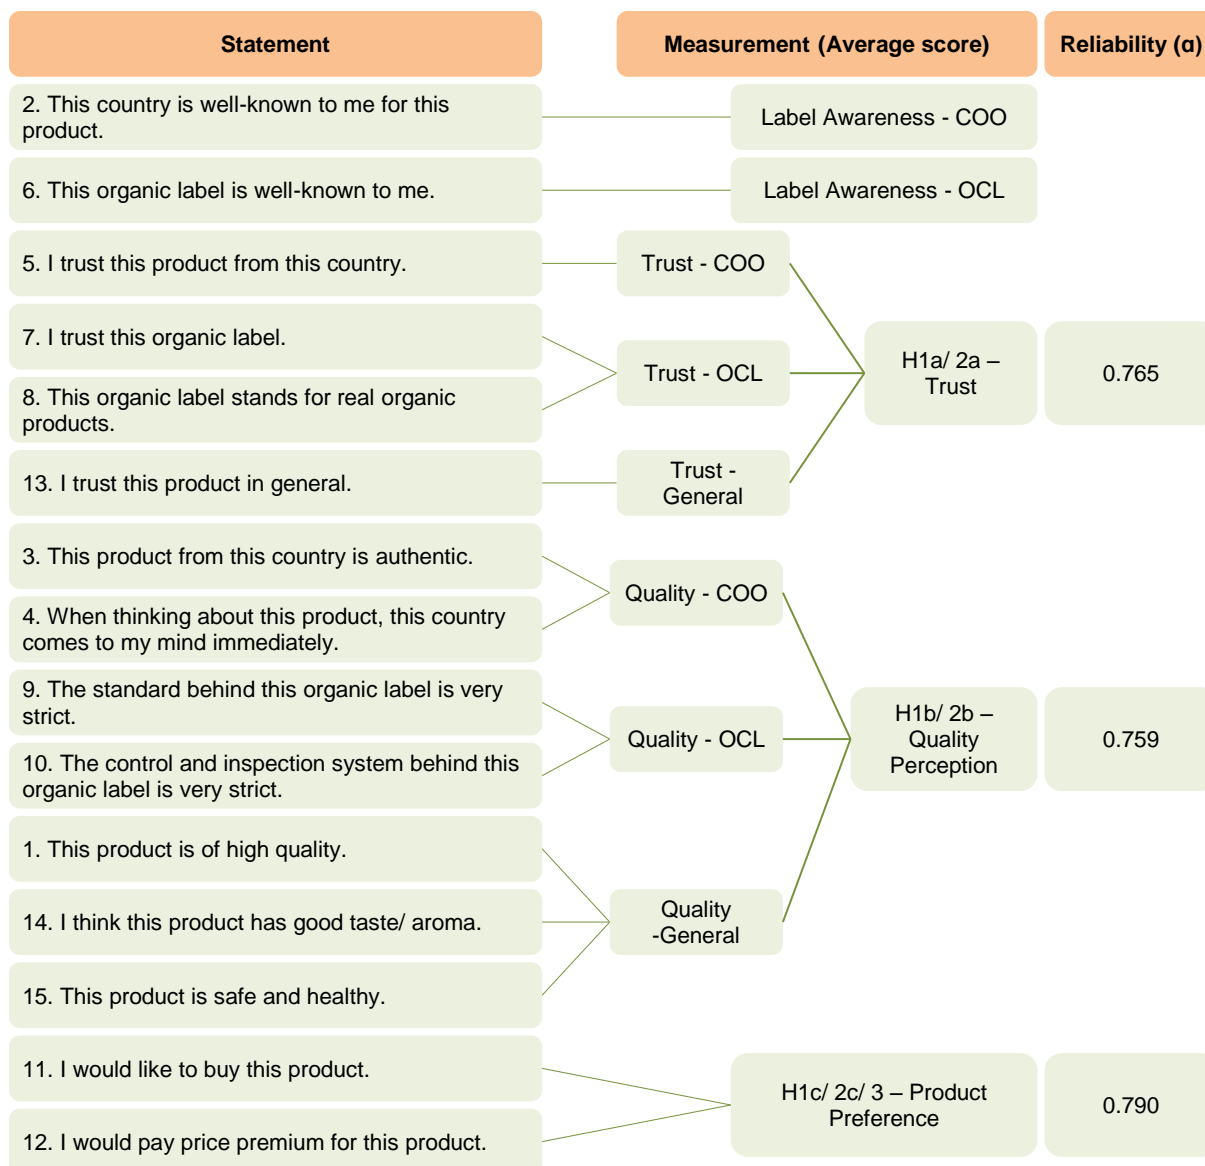 Statement
Measurement (Average score)
Reliability (α)
2. This country is well-known to me for this
product.
Label Awareness - COO
6. This organic label is well-known to me.
Label Awareness - OCL
5. I trust this product from this country.
Trust - COO
7. I trust this organic label.
8. This organic label stands for real organic
products.
Trust - OCL
H1a/ 2a –
Trust
0.765
13. I trust this product in general.
Trust -
General
3. This product from this country is authentic.
4. When thinking about this product, this country
comes to my mind immediately.
Quality - COO
9. The standard behind this organic label is very
strict.
10. The control and inspection system behind this
organic label is very strict.
Quality - OCL
H1b/ 2b –
Quality
Perception
0.759
1. This product is of high quality.
14. I think this product has good taste/ aroma.
15. This product is safe and healthy.
Quality
-General
11. I would like to buy this product.
12. I would pay price premium for this product.
H1c/ 2c/ 3 – Product
Preference
0.790